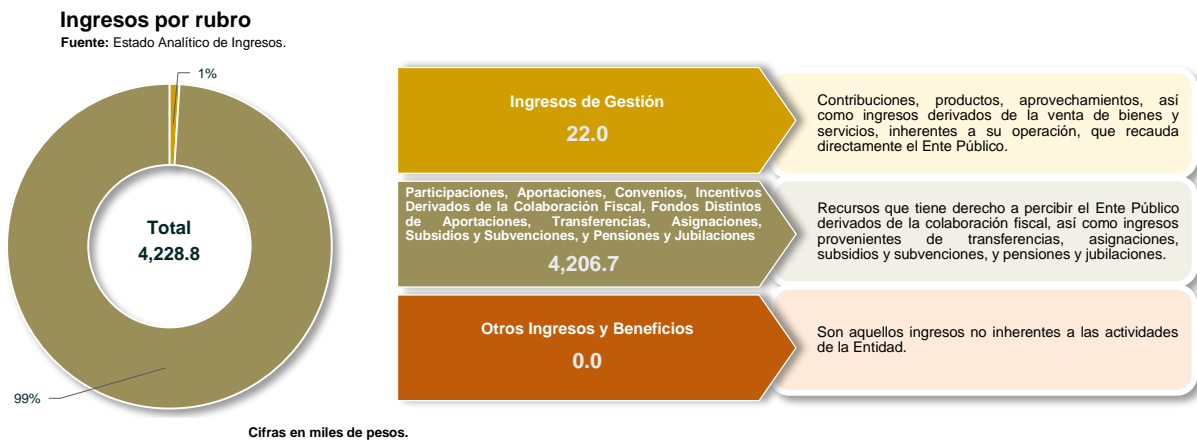 Ingresos por rubro
Fuente: Estado Analítico de Ingresos.
1%
Total
4,228.8
99%
Ingresos de Gestión
22.0
Contribuciones, productos, aprovechamientos, así
como ingresos derivados de la venta de bienes y
servicios, inherentes a su operación, que recauda
directamente el Ente Público.
Participaciones, Aportaciones, Convenios, Incentivos
Derivados de la Colaboración Fiscal, Fondos Distintos
de Aportaciones, Transferencias, Asignaciones,
Subsidios y Subvenciones, y Pensiones y Jubilaciones
4,206.7
Recursos que tiene derecho a percibir el Ente Público
derivados de la colaboración fiscal, así como ingresos
provenientes de transferencias, asignaciones,
subsidios y subvenciones, y pensiones y jubilaciones.
Otros Ingresos y Beneficios
0.0
Son aquellos ingresos no inherentes a las actividades
de la Entidad.
Cifras en miles de pesos.